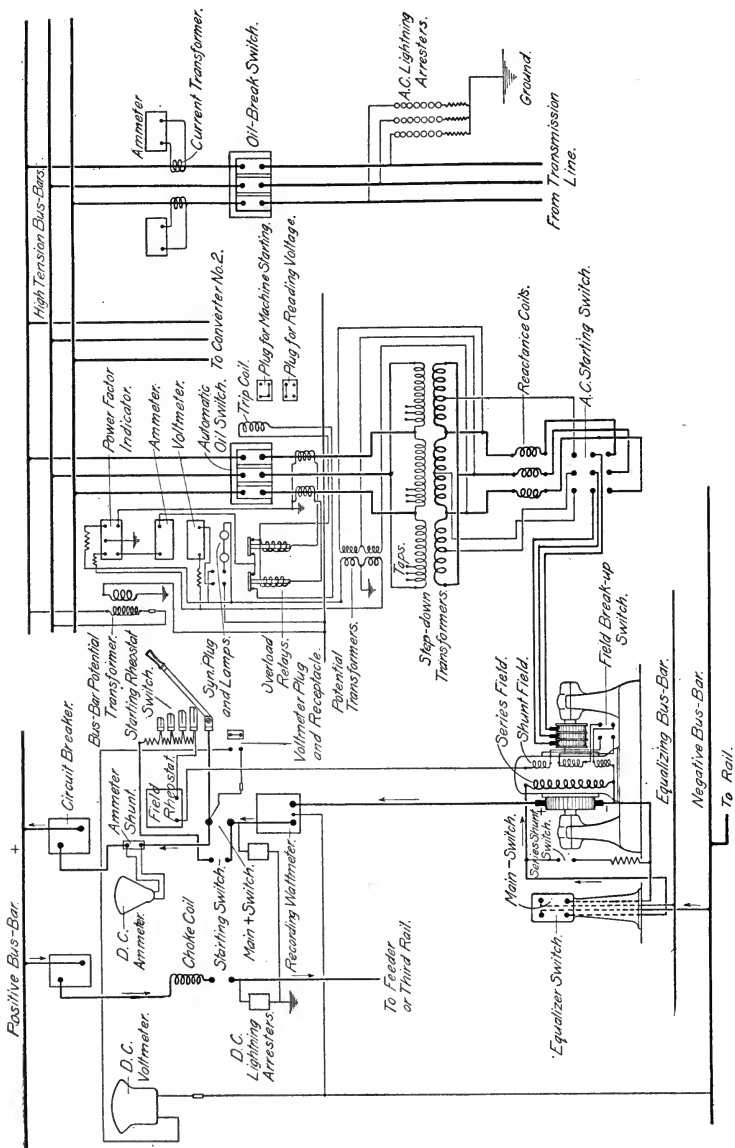 High Tension Bus-Bars.
Ammeter
Current Transformer.
Oil-Break Switch.
A.C. Lightning
Arresters.
Ground.
From Transmission
Line.
To Converter No.2.
Power Factor
Indicator.
Ammeter.
Voltmeter.
Automatic
Oil Switch.
Trip Coil.
Plug for Machine Starting.
Plug for Reading Voltage.
Bus-Bar Potential
Transformer.
Starting Rheostat
Switch.
Syn. Plug
and Lamps.
Overload
Relays.
Potential
Transformers.
Voltmeter Plug
and Receptacle.
Taps.
Step-down
Transformers.
Reactance Coils.
A.C. Starting Switch.
Positive Bus-Bar.
+
Circuit Breaker.
Ammeter
Shunt.
D.C.
Ammeter.
Field
Rheostat.
D.C.
Voltmeter.
Choke Coil
Starting Switch.
Main + Switch.
Recording Wattmeter.
D.C.
Lightning
Arresters.
To Feeder
or Third Rail.
Series Field.
Shunt Field.
Field Break-up
Switch.
+
-
Main - Switch.
Series Shunt
Switch.
Equalizer Switch.
Equalizing Bus-Bar.
Negative Bus-Bar.
To Rail.